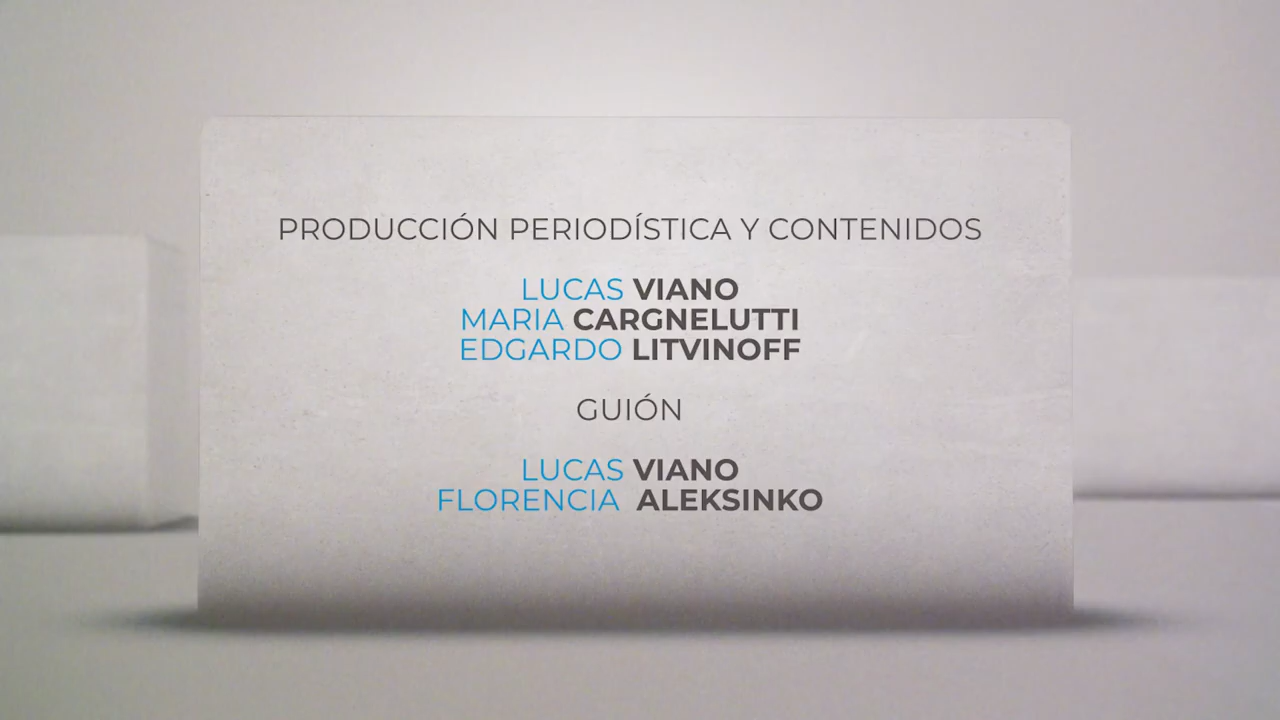 PRODUCCIÓN PERIODÍSTICA Y CONTENIDOS
LUCAS VIANO
MARIA CARGNELUTTI
EDGARDO LITVINOFF
GUIÓN
LUCAS VIANO
FLORENCIA ALEKSINKO